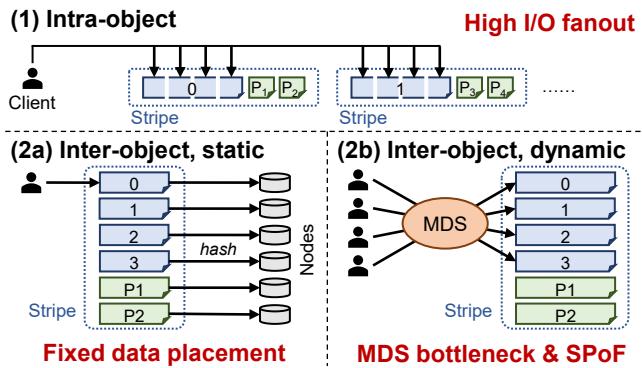 (1) Intra-object
High I/O fanout
Client
0
P1
P2
Stripe
1
P3
P4
Stripe
......
(2a) Inter-object, static
0
1
2
3
P1
P2
hash
Nodes
Stripe
Fixed data placement
(2b) Inter-object, dynamic
MDS
0
1
2
3
P1
P2
Stripe
MDS bottleneck & SPoF